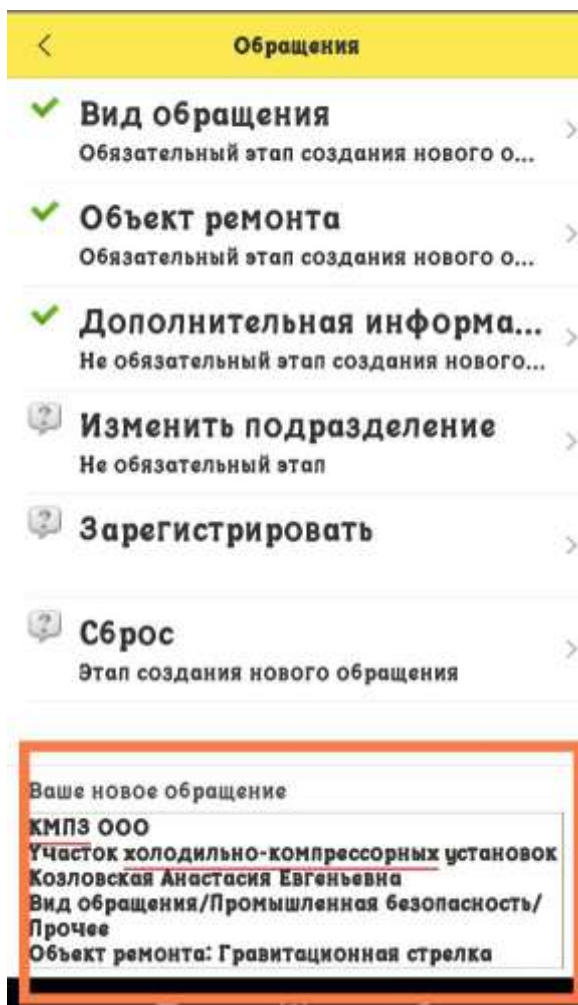 Обращения
Вид обращения
Обязательный этап создания нового о...
Объект ремонта
Обязательный этап создания нового о...
Дополнительная информа...
Не обязательный этап создания нового...
Изменить подразделение
Не обязательный этап
Зарегистрировать
Сброс
Этап создания нового обращения
Ваше новое обращение
КМПЗ ООО
Участок холодильно-компрессорных установок
Козловская Анастасия Евгеньевна
Вид обращения/Промышленная безопасность/
Прочее
Объект ремонта: Гравитационная стрелка